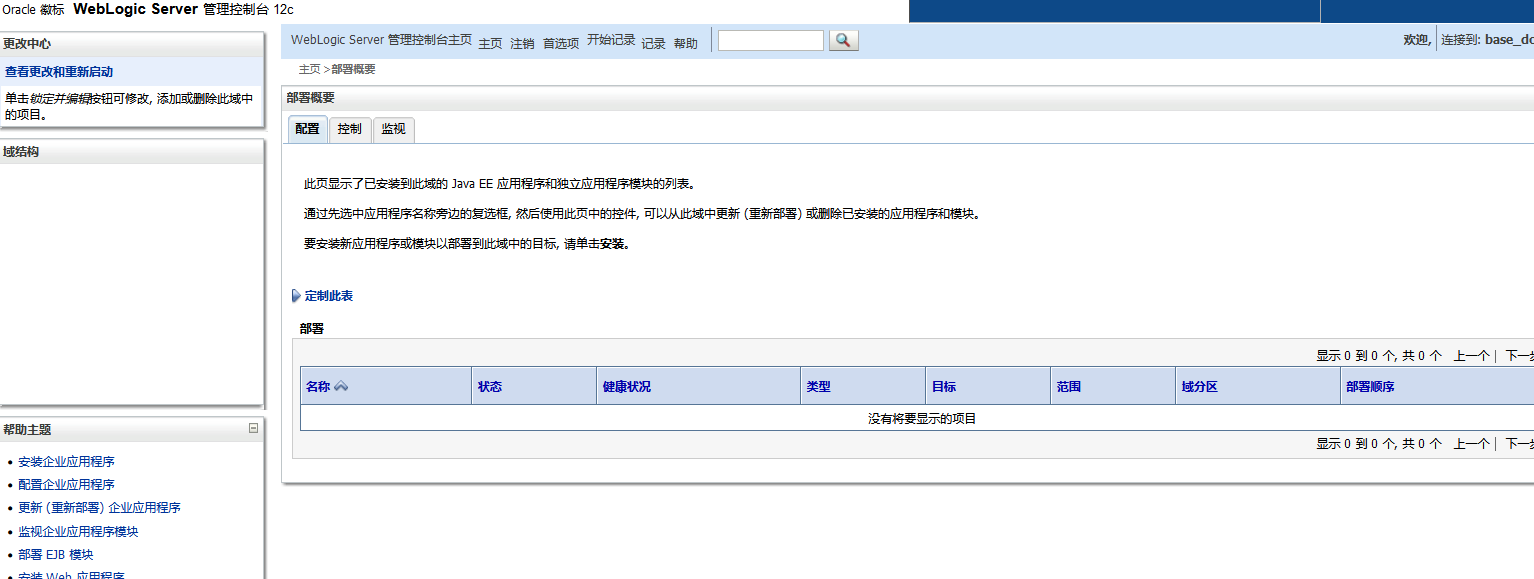 Oracle 徽标 WebLogic Server 管理控制台 12c
更改中心
查看更改和重新启动
单击锁定并编辑按钮可修改, 添加或删除此域中
的项目。
域结构
帮助主题
安装企业应用程序
配置企业应用程序
更新 (重新部署) 企业应用程序
监视企业应用程序模块
部署 EJB 模块
安装 Web 应用程序
WebLogic Server 管理控制台主页 主页 注销 首选项 开始记录 记录 帮助
欢迎, 连接到: base_do
主页 >部署概要
部署概要
配置 控制 监视
此页显示了已安装到此域的 Java EE 应用程序和独立应用程序模块的列表。
通过先选中应用程序名称旁边的复选框, 然后使用此页中的控件, 可以从此域中更新 (重新部署) 或删除已安装的应用程序和模块。
要安装新应用程序或模块以部署到此域中的目标, 请单击安装。
定制此表
部署
显示 0 到 0 个, 共 0 个 上一个 | 下一步
名称 状态 健康状况 类型 目标 范围 域分区 部署顺序
没有将要显示的项目
显示 0 到 0 个, 共 0 个 上一个 | 下一步